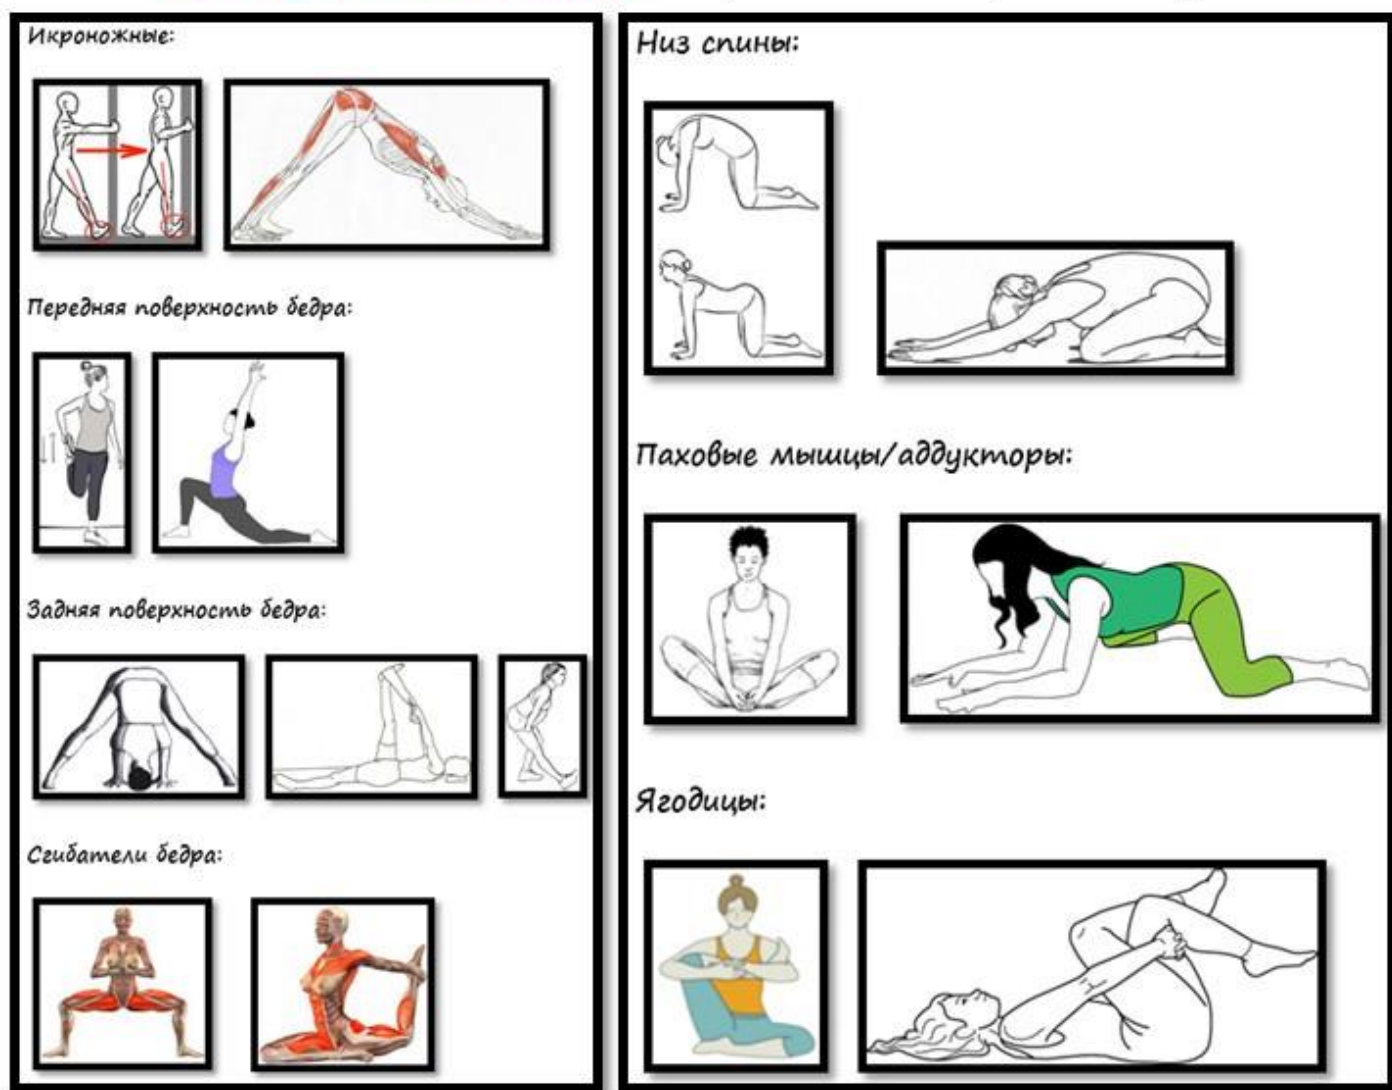 Икроножные:
Передняя поверхность бедра:
Задняя поверхность бедра:
Сгибатели бедра:
Низ спины:
Паховые мышцы/аддукторы:
Ягодицы: